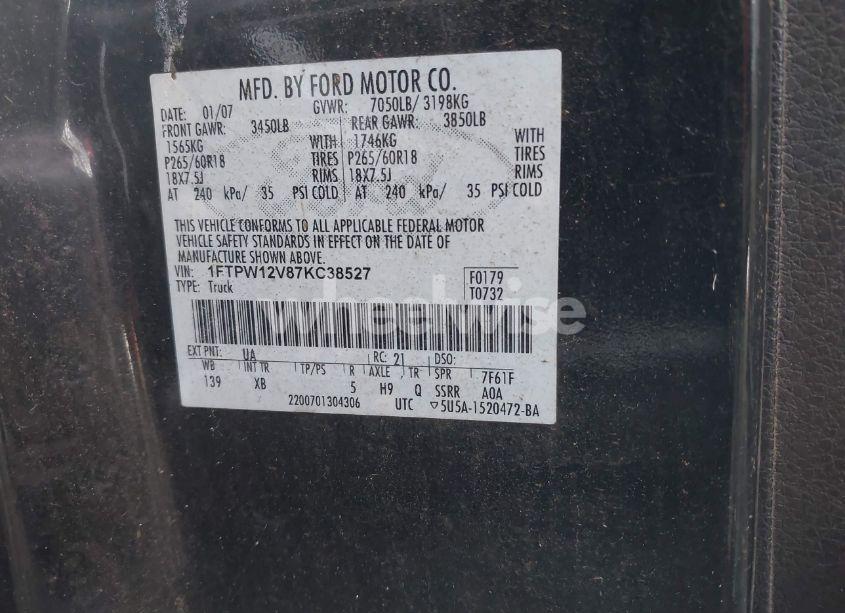 MFD. BY FORD MOTOR CO.
DATE: 01/07 GVWR: 7050LB/ 3198KG
FRONT GAWR: 3450LB REAR GAWR: 3850LB
1565KG WITH 1746KG WITH
P265/60R18 TIRES P265/60R18 TIRES
18X7.5J RIMS 18X7.5J RIMS
AT 240 kPa/ 35 PSI COLD AT 240 kPa/ 35 PSI COLD
THIS VEHICLE CONFORMS TO ALL APPLICABLE FEDERAL MOTOR
VEHICLE SAFETY STANDARDS IN EFFECT ON THE DATE OF
MANUFACTURE SHOWN ABOVE.
VIN: 1FTPW12V87KC38527 F0179
TYPE: Truck T0732
wheelwise
EXT PNT: UA RC: 21 DSO:
WB INT TR TP/PS R AXLE TR SPR 7F61F
139 XB 5 H9 Q SSRR A0A
2200701304306 UTC ▽5U5A-1520472-BA